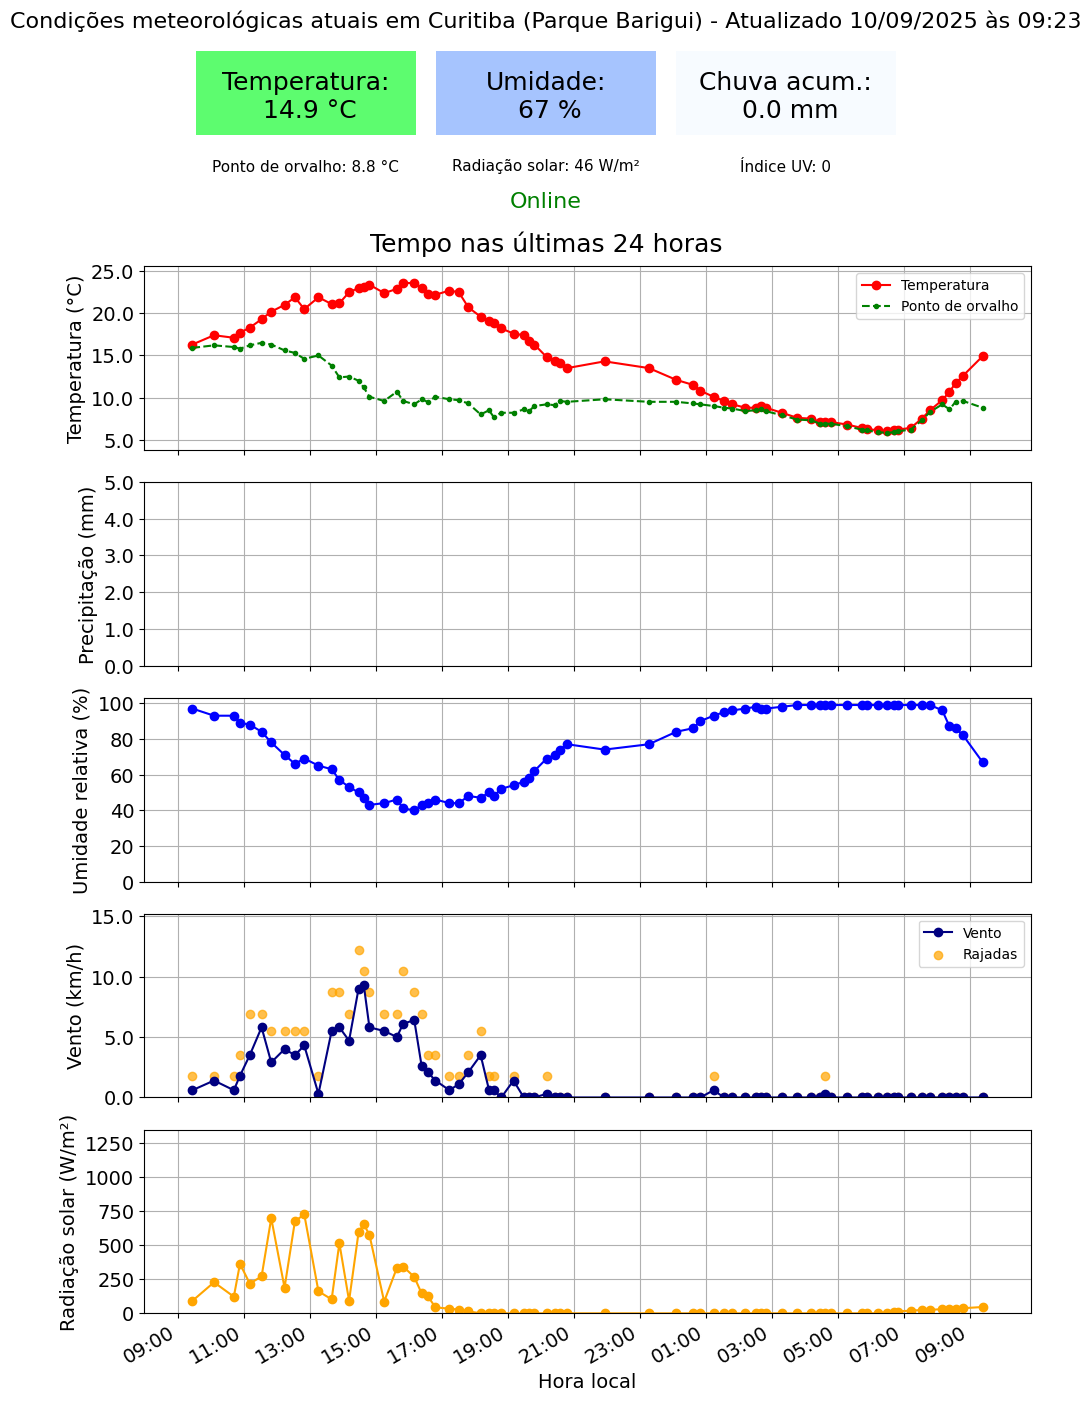 Condições meteorológicas atuais em Curitiba (Parque Barigui) - Atualizado 10/09/2025 às 09:23
Temperatura:
14.9 °C
Umidade:
67 %
Chuva acum.:
0.0 mm
Ponto de orvalho: 8.8 °C
Radiação solar: 46 W/m²
Índice UV: 0
Online
Tempo nas últimas 24 horas
Temperatura (°C)
25.0
20.0
15.0
10.0
5.0
Temperatura
Ponto de orvalho
Precipitação (mm)
5.0
4.0
3.0
2.0
1.0
0.0
Umidade relativa (%)
100
80
60
40
20
0
Vento (km/h)
15.0
10.0
5.0
0.0
Vento
Rajadas
Radiação solar (W/m²)
1250
1000
750
500
250
0
09:00
11:00
13:00
15:00
17:00
19:00
21:00
23:00
01:00
03:00
05:00
07:00
09:00
Hora local